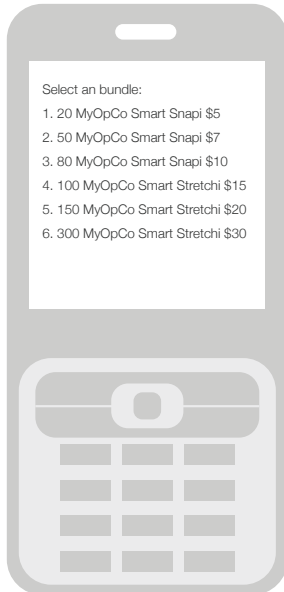 Select an bundle:
1. 20 MyOpCo Smart Snapi $5
2. 50 MyOpCo Smart Snapi $7
3. 80 MyOpCo Smart Snapi $10
4. 100 MyOpCo Smart Stretchi $15
5. 150 MyOpCo Smart Stretchi $20
6. 300 MyOpCo Smart Stretchi $30